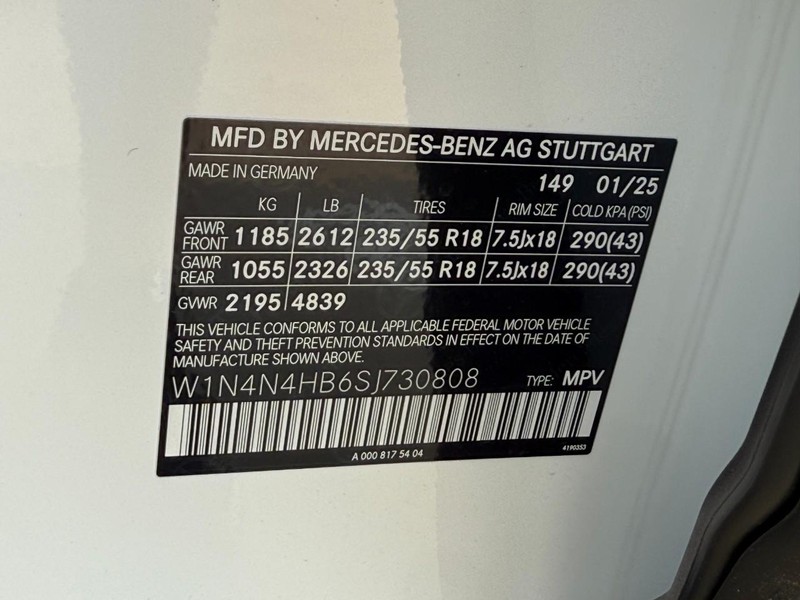 MFD BY MERCEDES-BENZ AG STUTTGART
MADE IN GERMANY 149 01/25
KG LB TIRES RIM SIZE COLD KPA(PSI)
GAWR FRONT 1185 2612 235/55 R18 7.5Jx18 290(43)
GAWR REAR 1055 2326 235/55 R18 7.5Jx18 290(43)
GVWR 2195 4839
THIS VEHICLE CONFORMS TO ALL APPLICABLE FEDERAL MOTOR VEHICLE
SAFETY AND THEFT PREVENTION STANDARDS IN EFFECT ON THE DATE OF
MANUFACTURE SHOWN ABOVE.
W1N4N4HB6SJ730808 TYPE: MPV
A 000 817 54 04 4190353